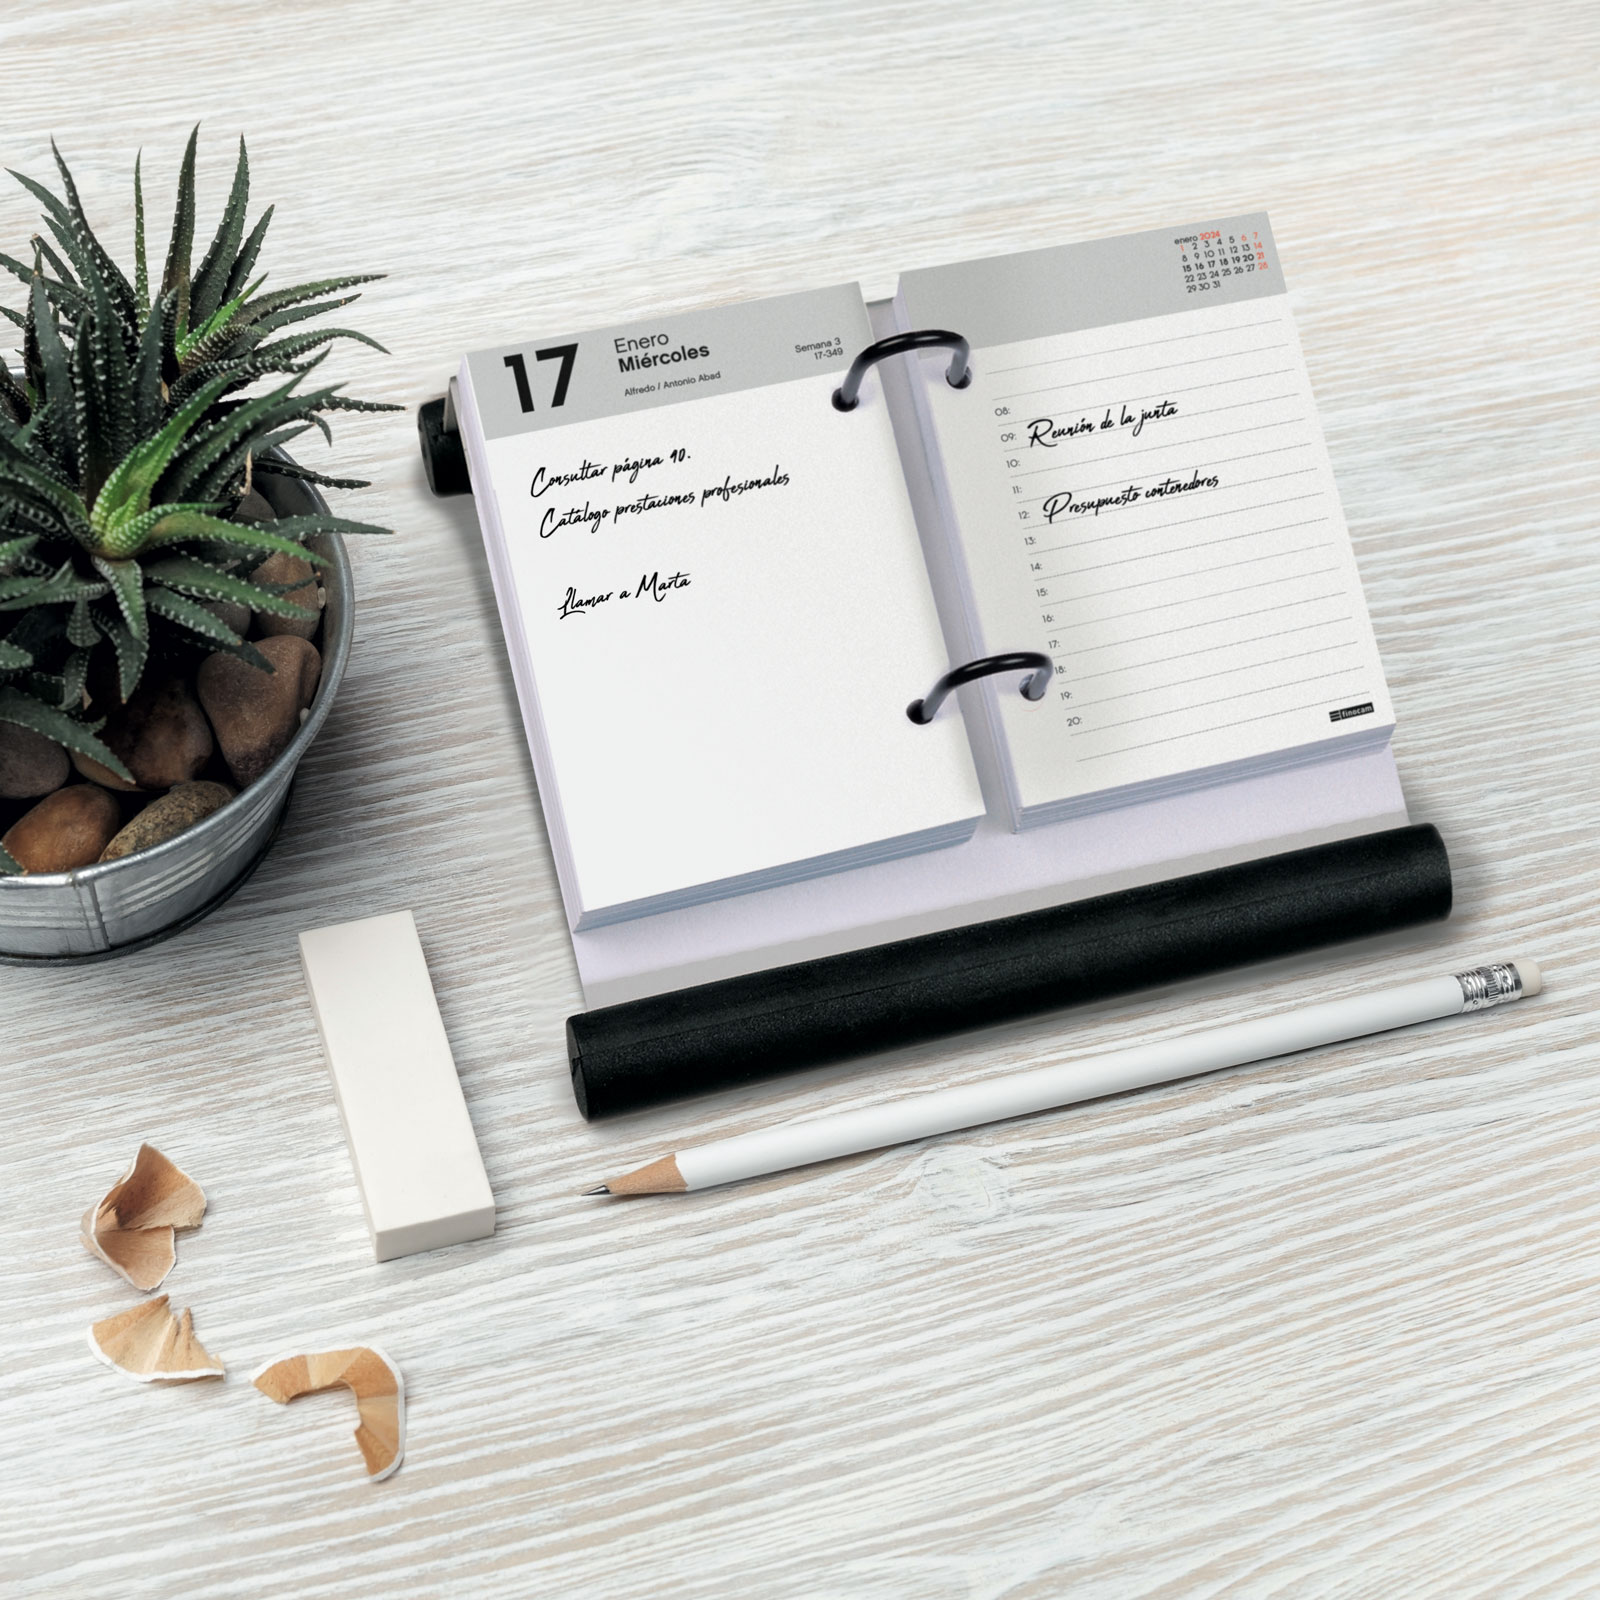 17
Enero
Miércoles
Alfredo / Antonio Abad
Semana 3
17-349
Consultar página 90.
Catálogo prestaciones profesionales
Llamar a Marta
enero 2024
1 2 3 4 5 6 7
8 9 10 11 12 13 14
15 16 17 18 19 20 21
22 23 24 25 26 27 28
29 30 31
08:
09: Reunión de la junta
10:
11:
12: Presupuesto contenedores
13:
14:
15:
16:
17:
18:
19:
20:
finocam